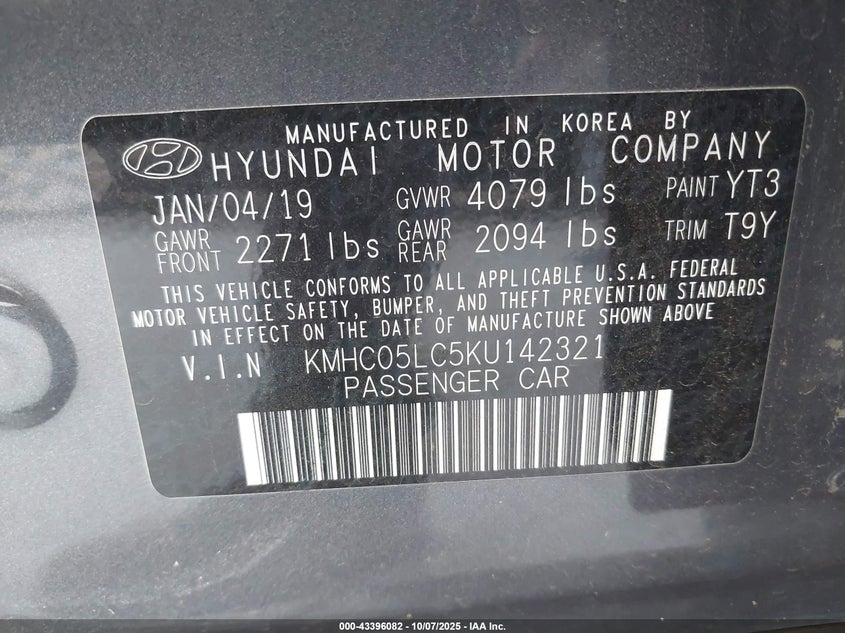 MANUFACTURED IN KOREA BY
HYUNDAI MOTOR COMPANY
JAN/04/19 GVWR 4079 lbs PAINT YT3
GAWR FRONT 2271 lbs GAWR REAR 2094 lbs TRIM T9Y
THIS VEHICLE CONFORMS TO ALL APPLICABLE U.S.A. FEDERAL
MOTOR VEHICLE SAFETY, BUMPER, AND THEFT PREVENTION STANDARDS
IN EFFECT ON THE DATE OF MANUFACTURE SHOWN ABOVE
V.I.N KMHC05LC5KU142321
PASSENGER CAR
000-43396082 - 10/07/2025 - IAA Inc.